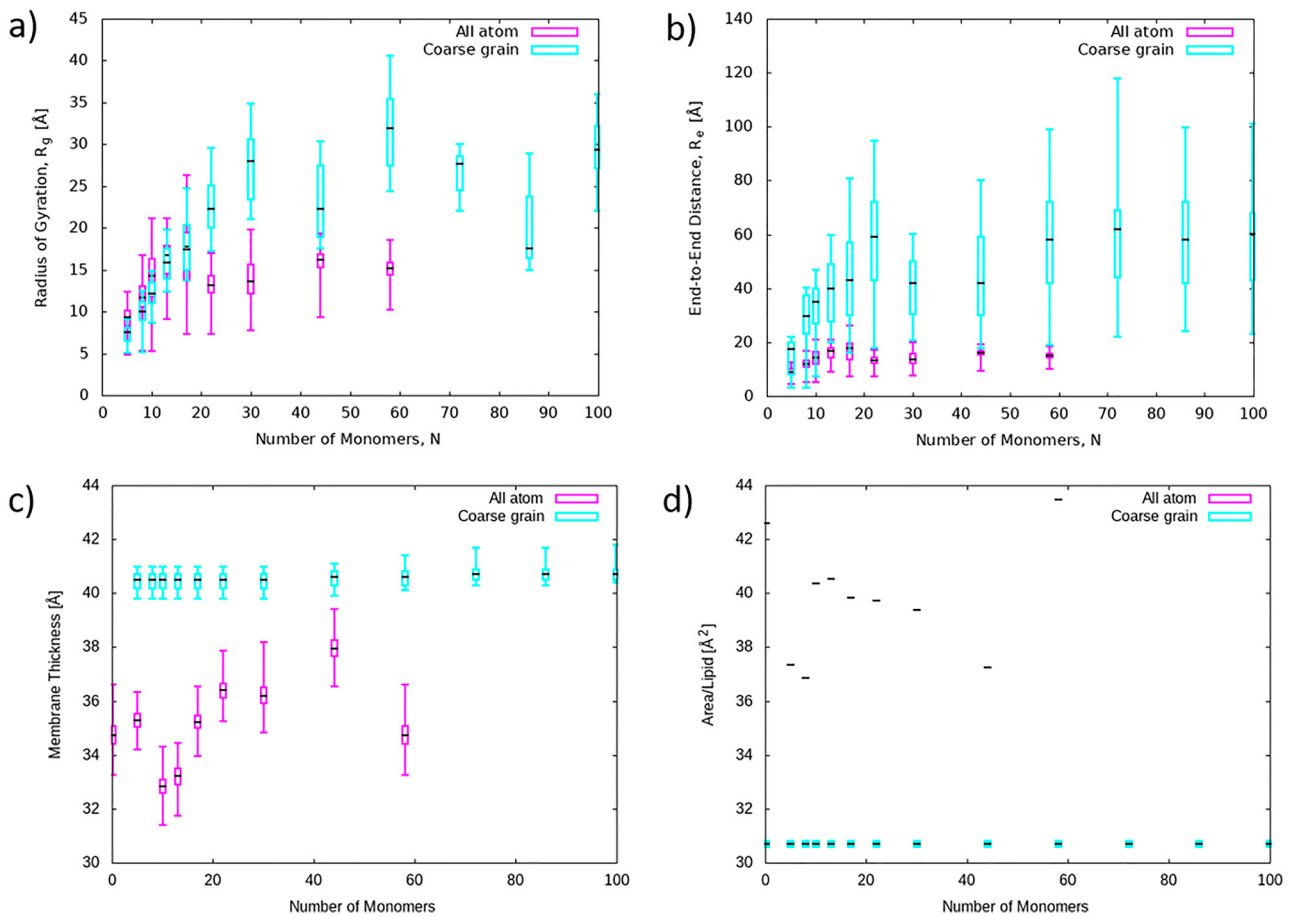 a)
45
40
35
30
25
20
15
10
5
0
Radius of Gyration, Rg [Å]
All atom
Coarse grain
0 10 20 30 40 50 60 70 80 90 100
Number of Monomers, N
b)
140
120
100
80
60
40
20
0
End-to-End Distance, Re [Å]
All atom
Coarse grain
0 10 20 30 40 50 60 70 80 90 100
Number of Monomers, N
c)
44
42
40
38
36
34
32
30
Membrane Thickness [Å]
All atom
Coarse grain
0 20 40 60 80 100
Number of Monomers
d)
44
42
40
38
36
34
32
30
Area/Lipid [Å²]
All atom
Coarse grain
0 20 40 60 80 100
Number of Monomers